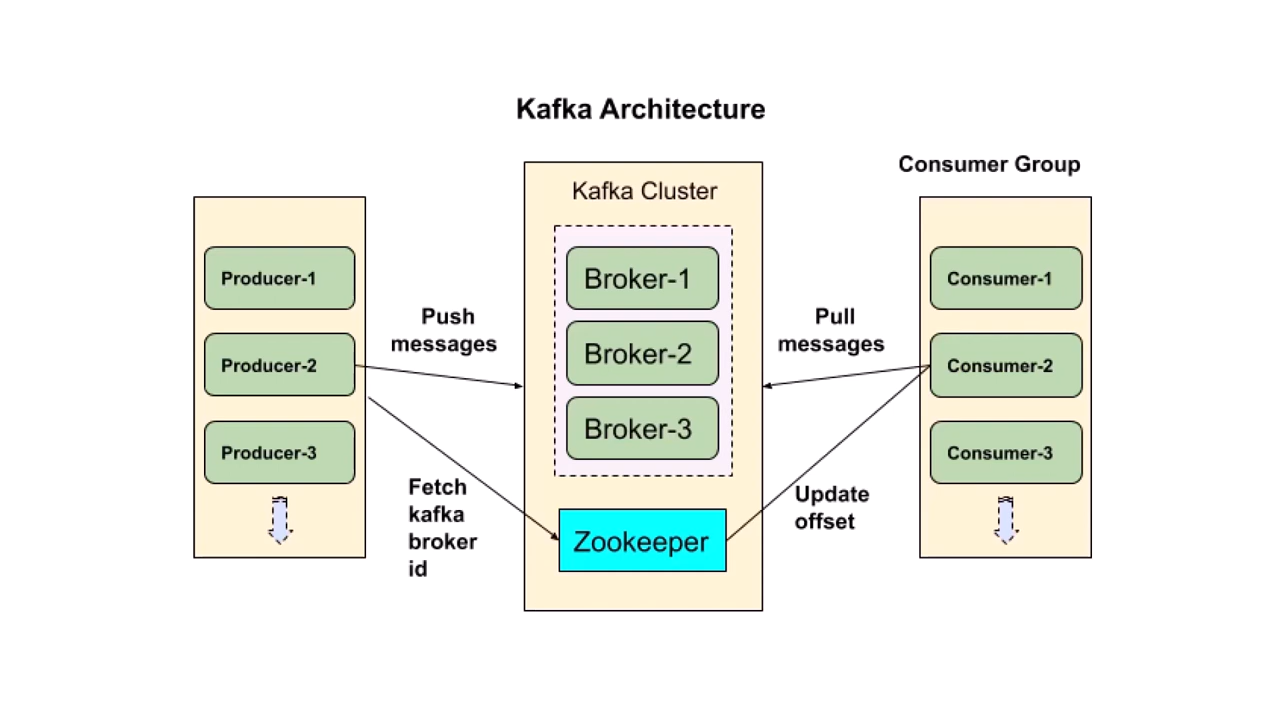 Kafka Architecture
Producer-1
Producer-2
Producer-3
Push
messages
Fetch
kafka
broker
id
Kafka Cluster
Broker-1
Broker-2
Broker-3
Zookeeper
Pull
messages
Update
offset
Consumer Group
Consumer-1
Consumer-2
Consumer-3